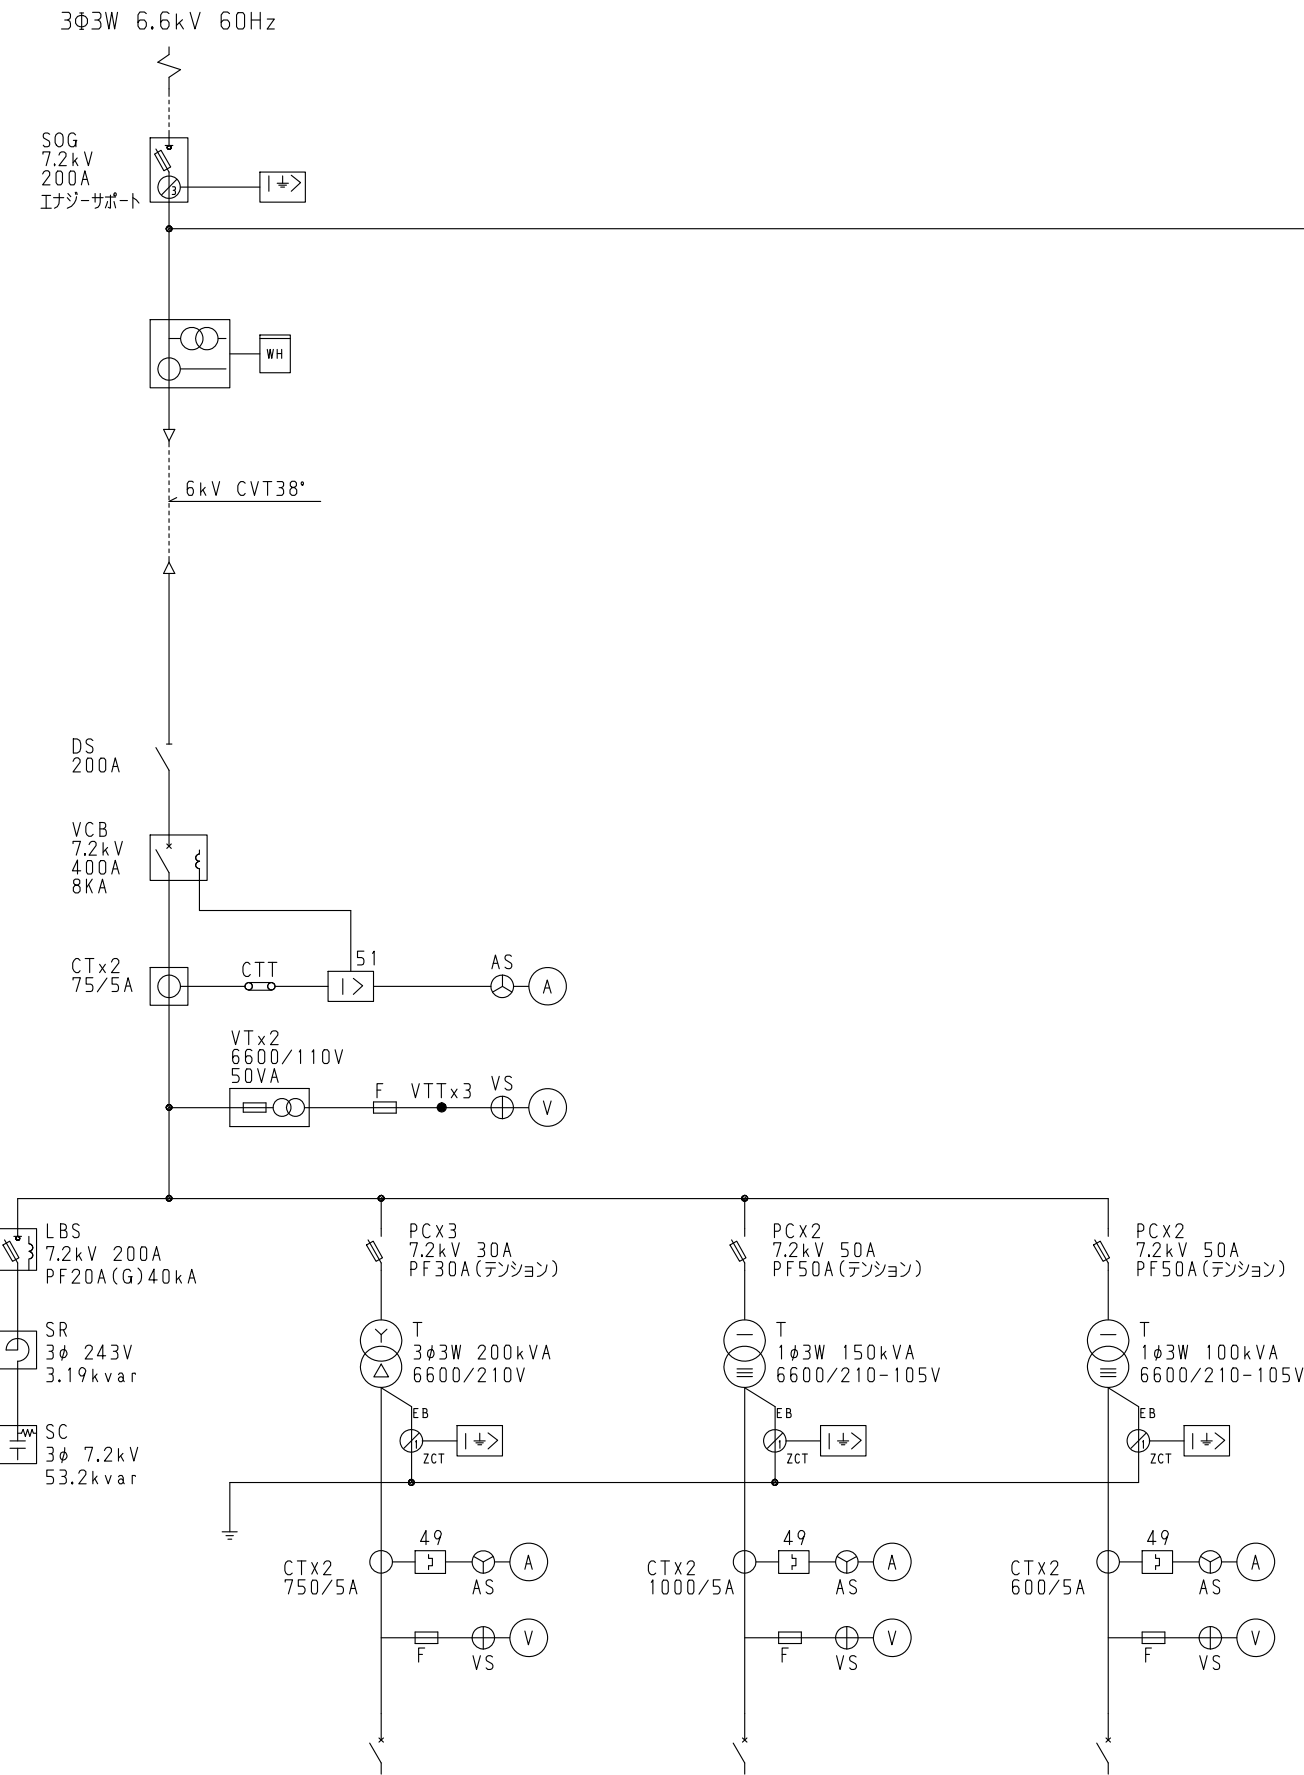 3Φ3W 6.6kV 60Hz
SOG
7.2kV
200A
エナジーサポート
3
I >
WH
6kV CVT38°
DS
200A
VCB
7.2kV
400A
8KA
CTx2
75/5A
CTT
51
I >
AS
A
VTx2
6600/110V
50VA
F
VTTx3
VS
V
LBS
7.2kV 200A
PF20A(G)40kA
PCX3
7.2kV 30A
PF30A(テンション)
PCX2
7.2kV 50A
PF50A(テンション)
PCX2
7.2kV 50A
PF50A(テンション)
SR
3φ 243V
3.19kvar
T
3φ3W 200kVA
6600/210V
T
1φ3W 150kVA
6600/210-105V
T
1φ3W 100kVA
6600/210-105V
SC
3φ 7.2kV
53.2kvar
EB
1
ZCT
I >
EB
1
ZCT
I >
EB
1
ZCT
I >
CTX2
750/5A
49
AS
A
CTX2
1000/5A
49
AS
A
CTX2
600/5A
49
AS
A
F
VS
V
F
VS
V
F
VS
V